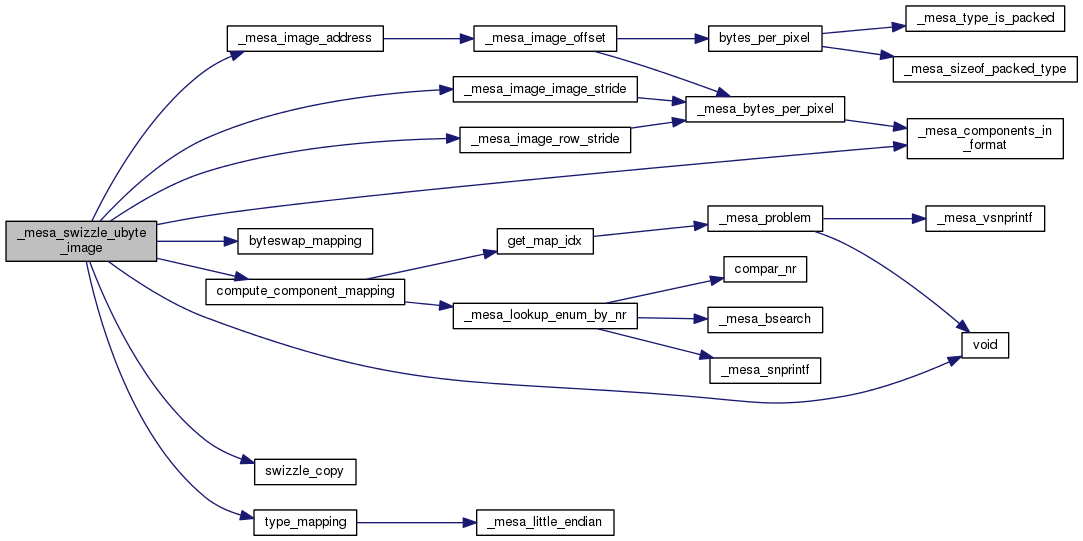 _mesa_type_is_packed
_mesa_image_address
_mesa_image_offset
bytes_per_pixel
_mesa_sizeof_packed_type
_mesa_image_image_stride
_mesa_bytes_per_pixel
_mesa_image_row_stride
_mesa_components_in
_format
_mesa_swizzle_ubyte
_image
byteswap_mapping
get_map_idx
_mesa_problem
_mesa_vsnprintf
compar_nr
compute_component_mapping
_mesa_lookup_enum_by_nr
_mesa_bsearch
void
_mesa_snprintf
swizzle_copy
type_mapping
_mesa_little_endian